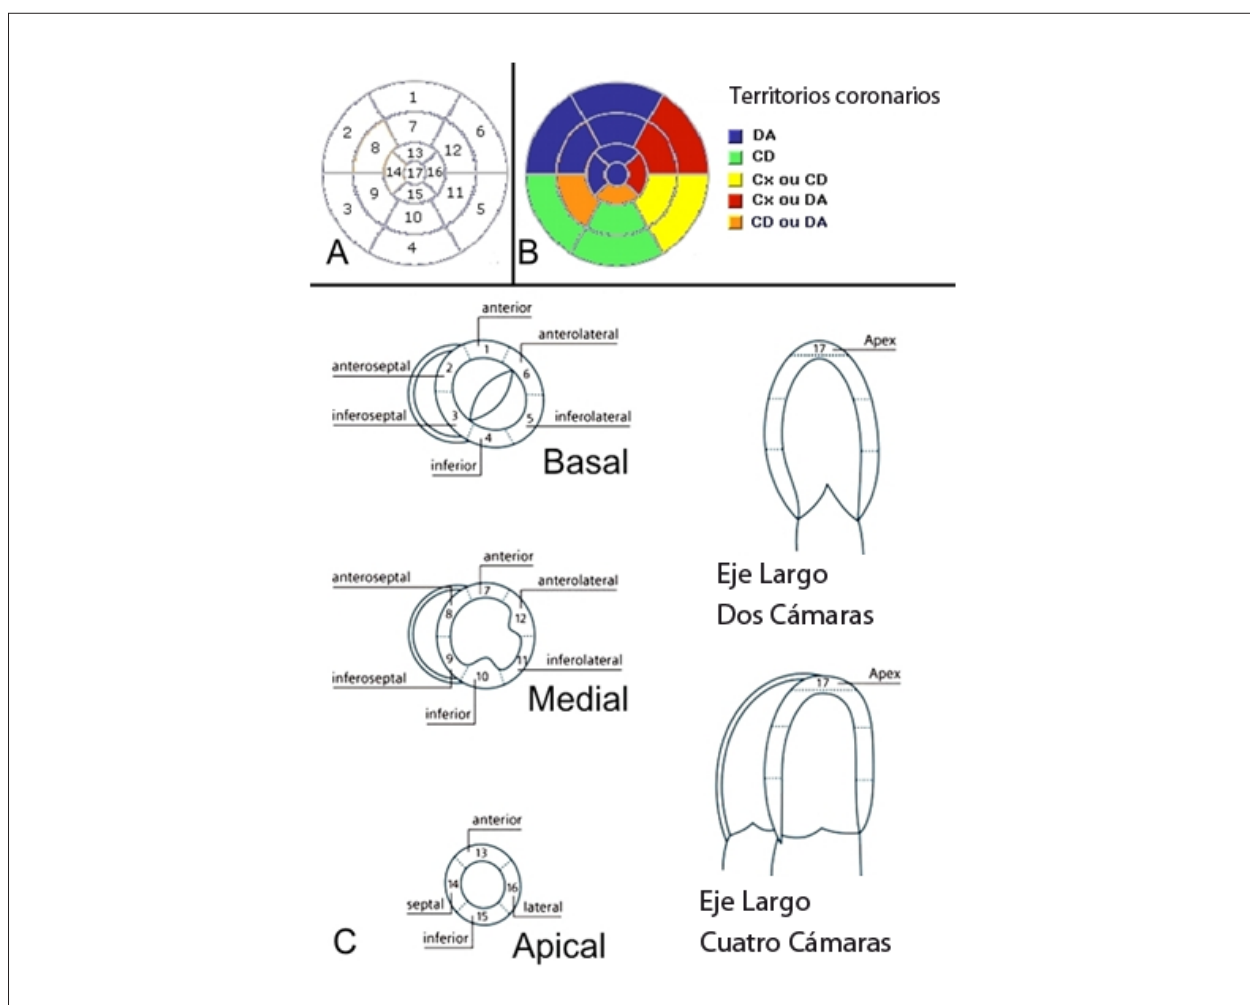 1
2
6
7
8
12
13
14
17
16
9
15
11
3
10
5
4
A
B
Territorios coronarios
DA
CD
Cx ou CD
Cx ou DA
CD ou DA
anterior
anterolateral
anteroseptal
inferoseptal
inferolateral
inferior
1
2
6
3
5
4
Basal
17
Apex
Eje Largo
Dos Cámaras
anterior
anteroseptal
anterolateral
inferoseptal
inferolateral
inferior
7
8
12
9
11
10
Medial
17
Apex
Eje Largo
Cuatro Cámaras
anterior
13
14
16
15
septal
lateral
inferior
C
Apical